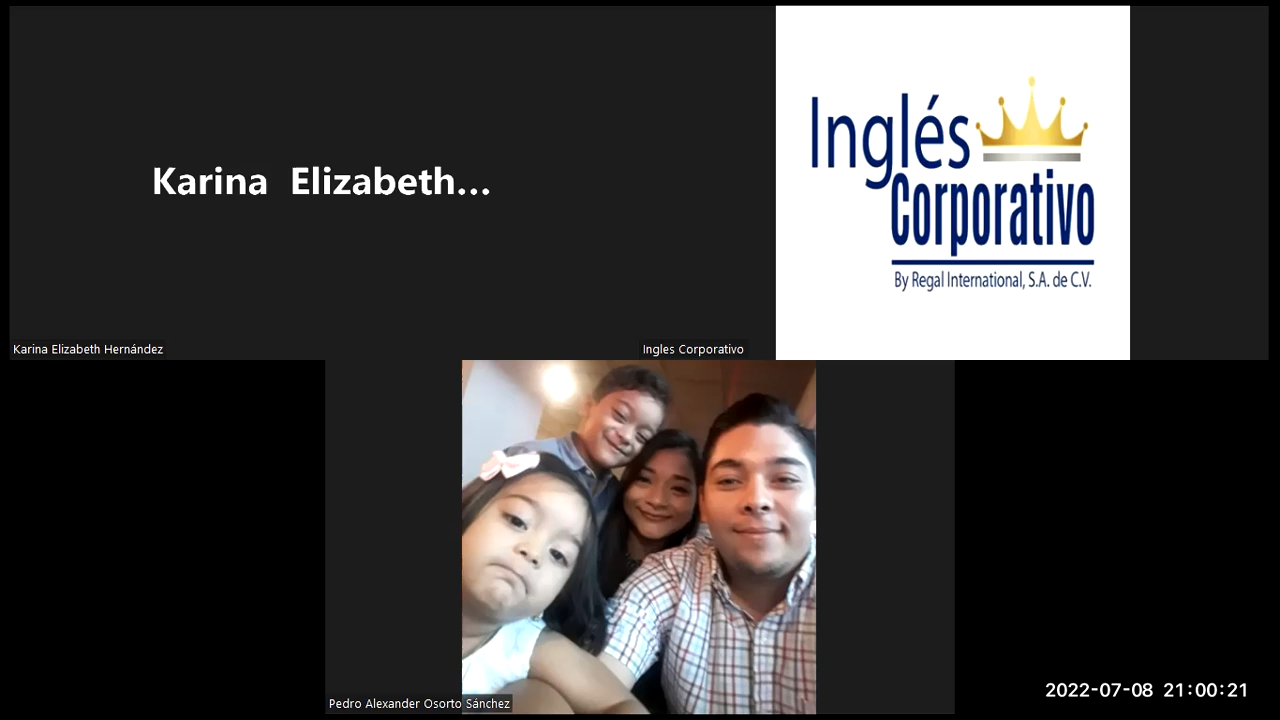 Karina Elizabeth...
Inglés
Corporativo
By Regal International, S.A. de C.V.
Karina Elizabeth Hernández
Ingles Corporativo
Pedro Alexander Osorto Sánchez
2022-07-08 21:00:21